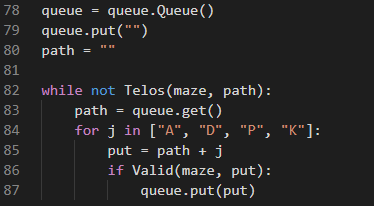 78 queue = queue.Queue()
79 queue.put("")
80 path = ""
81
82 while not Telos(maze, path):
83     path = queue.get()
84     for j in ["A", "D", "P", "K"]:
85         put = path + j
86         if Valid(maze, put):
87             queue.put(put)